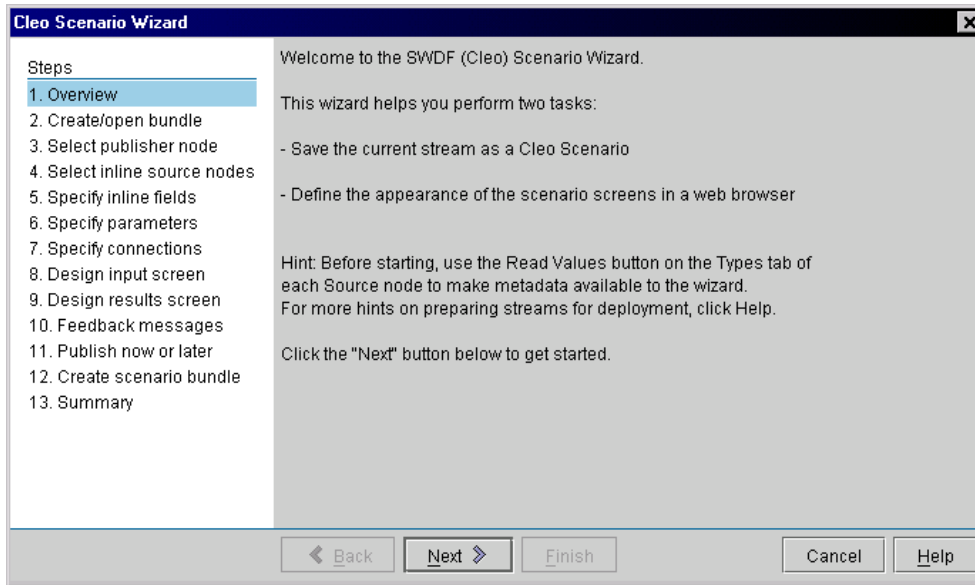 Cleo Scenario Wizard
Steps
1. Overview
2. Create/open bundle
3. Select publisher node
4. Select inline source nodes
5. Specify inline fields
6. Specify parameters
7. Specify connections
8. Design input screen
9. Design results screen
10. Feedback messages
11. Publish now or later
12. Create scenario bundle
13. Summary
Welcome to the SWDF (Cleo) Scenario Wizard.
This wizard helps you perform two tasks:
- Save the current stream as a Cleo Scenario
- Define the appearance of the scenario screens in a web browser
Hint: Before starting, use the Read Values button on the Types tab of
each Source node to make metadata available to the wizard.
For more hints on preparing streams for deployment, click Help.
Click the "Next" button below to get started.
Back
Next
Finish
Cancel
Help